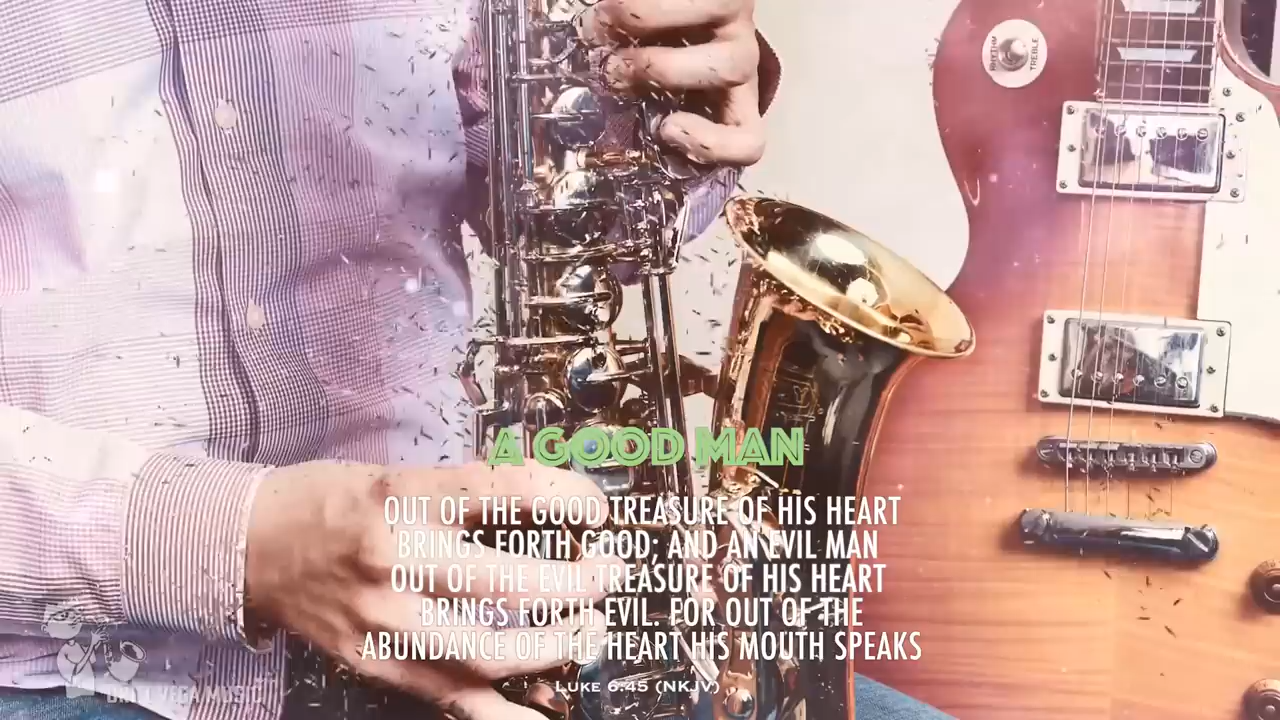 RHYTHM
TREBLE
A GOOD MAN
OUT OF THE GOOD TREASURE OF HIS HEART
BRINGS FORTH GOOD; AND AN EVIL MAN
OUT OF THE EVIL TREASURE OF HIS HEART
BRINGS FORTH EVIL. FOR OUT OF THE
ABUNDANCE OF THE HEART HIS MOUTH SPEAKS
VEGA MUSIC
LUKE 6:45 (NKJV)